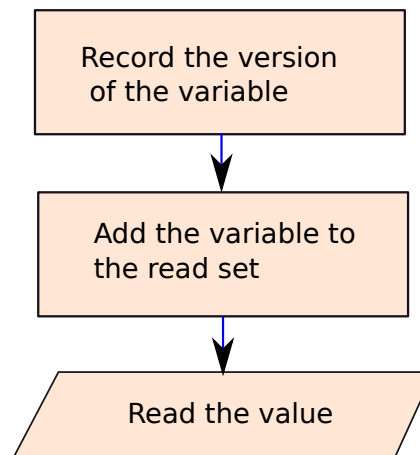 Record the version
of the variable
Add the variable to
the read set
Read the value